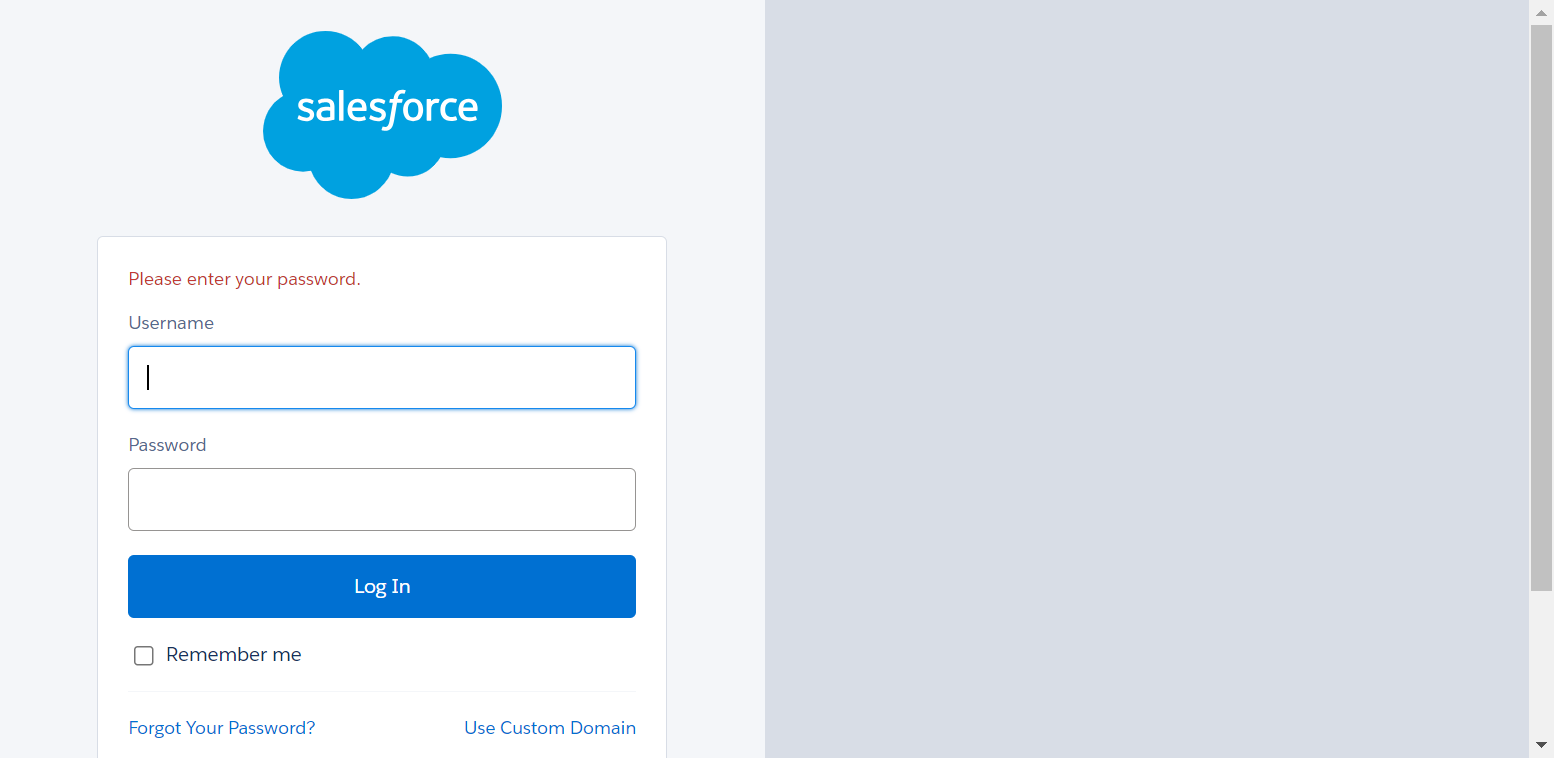 salesforce
Please enter your password.
Username
Password
Log In
Remember me
Forgot Your Password?
Use Custom Domain